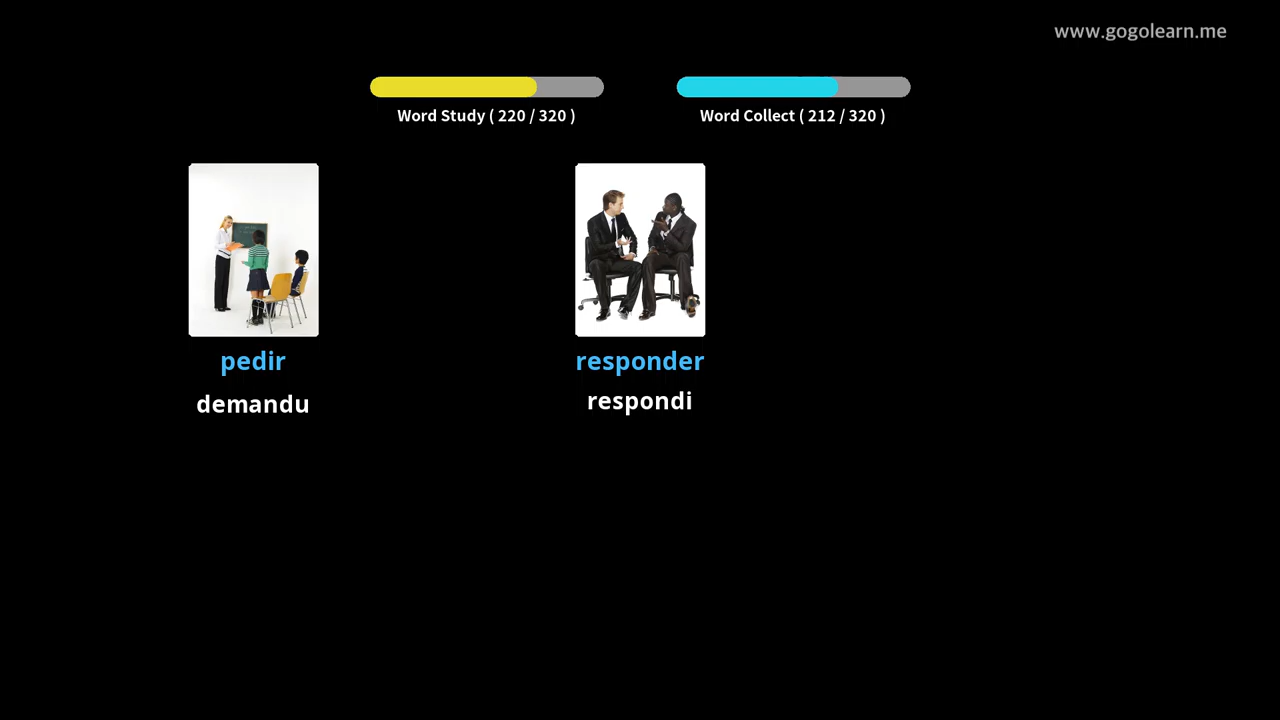 www.gogolearn.me
Word Study ( 220 / 320 )
Word Collect ( 212 / 320 )
pedir
responder
demandu
respondi